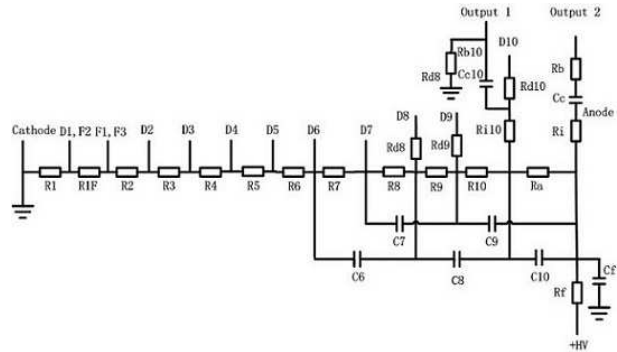 Output 1 Output 2
Rb10 D10 Rb
Rd8 Cc10 Rd10 Cc
Anode
D8 D9 Ri10 Ri
Cathode D1,F2 F1,F3 D2 D3 D4 D5 D6 D7
Rd8 Rd9
R1 R1F R2 R3 R4 R5 R6 R7 R8 R9 R10 Ra
C7 C9
C6 C8 C10 Cf
Rf
+HV